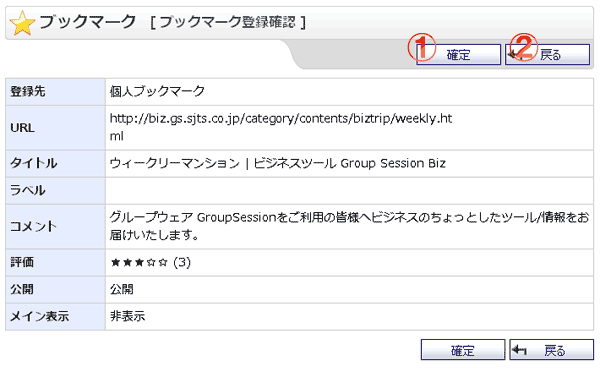 ブックマーク [ ブックマーク登録確認 ]
① 確定 ② 戻る
登録先 個人ブックマーク
URL http://biz.gs.sjts.co.jp/category/contents/biztrip/weekly.ht
ml
タイトル ウィークリーマンション | ビジネスツール Group Session Biz
ラベル
コメント グループウェア GroupSessionをご利用の皆様へビジネスのちょっとしたツール/情報をお
届けいたします。
評価 ★★★☆☆ (3)
公開 公開
メイン表示 非表示
確定 戻る